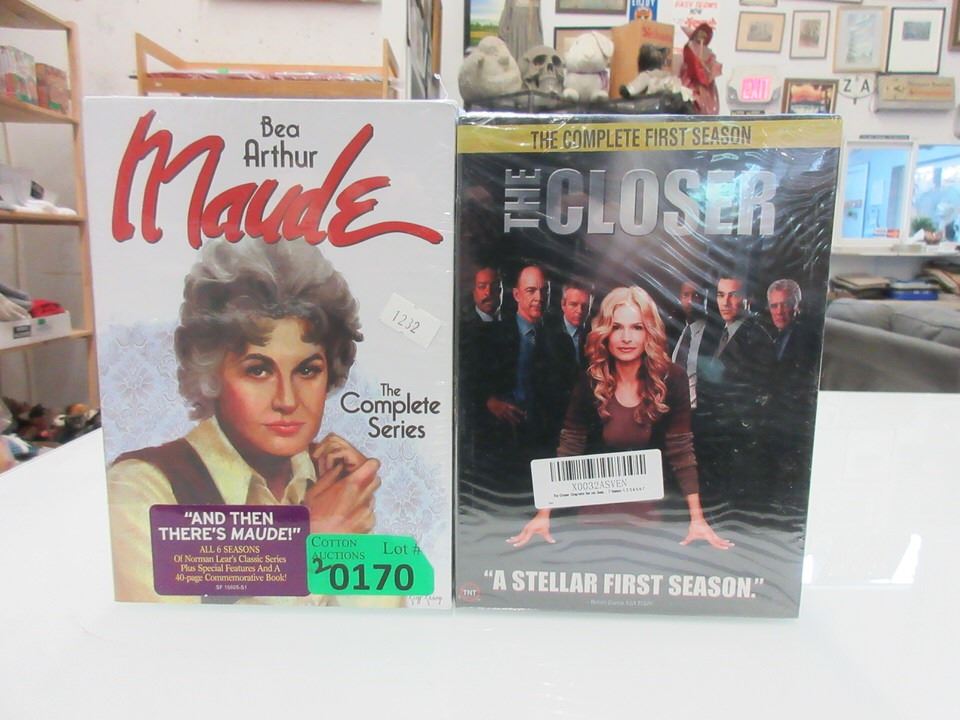 Bea
Arthur
Maude
1232
The
Complete
Series
"AND THEN
THERE'S MAUDE!"
ALL 6 SEASONS
Of Norman Lear's Classic Series
Plus Special Features And A
40-page Commemorative Book!
COTTON
AUCTIONS
Lot #
2
0170
THE COMPLETE FIRST SEASON
THE CLOSER
X0032ASVEN
"A STELLAR FIRST SEASON."
TNT
ZA